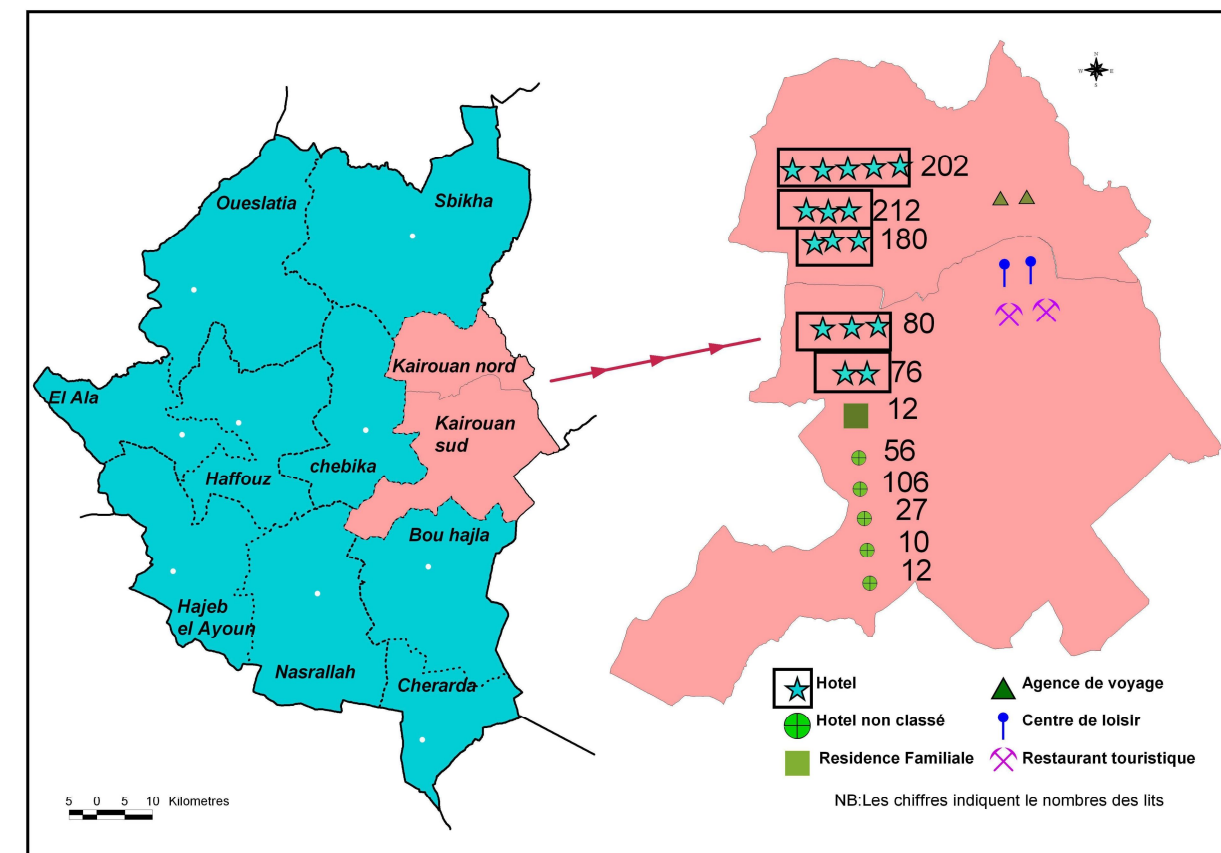 Oueslatia
Sbikha
Kairouan nord
El Ala
Kairouan
sud
chebika
Haffouz
Bou hajla
Hajeb
el Ayoun
Nasrallah
Cherarda
5 0 5 10 Kilometres
N
W E
S
202
212
180
80
76
12
56
106
27
10
12
Hotel
Agence de voyage
Hotel non classé
Centre de loisir
Residence Familiale
Restaurant touristique
NB:Les chiffres indiquent le nombres des lits